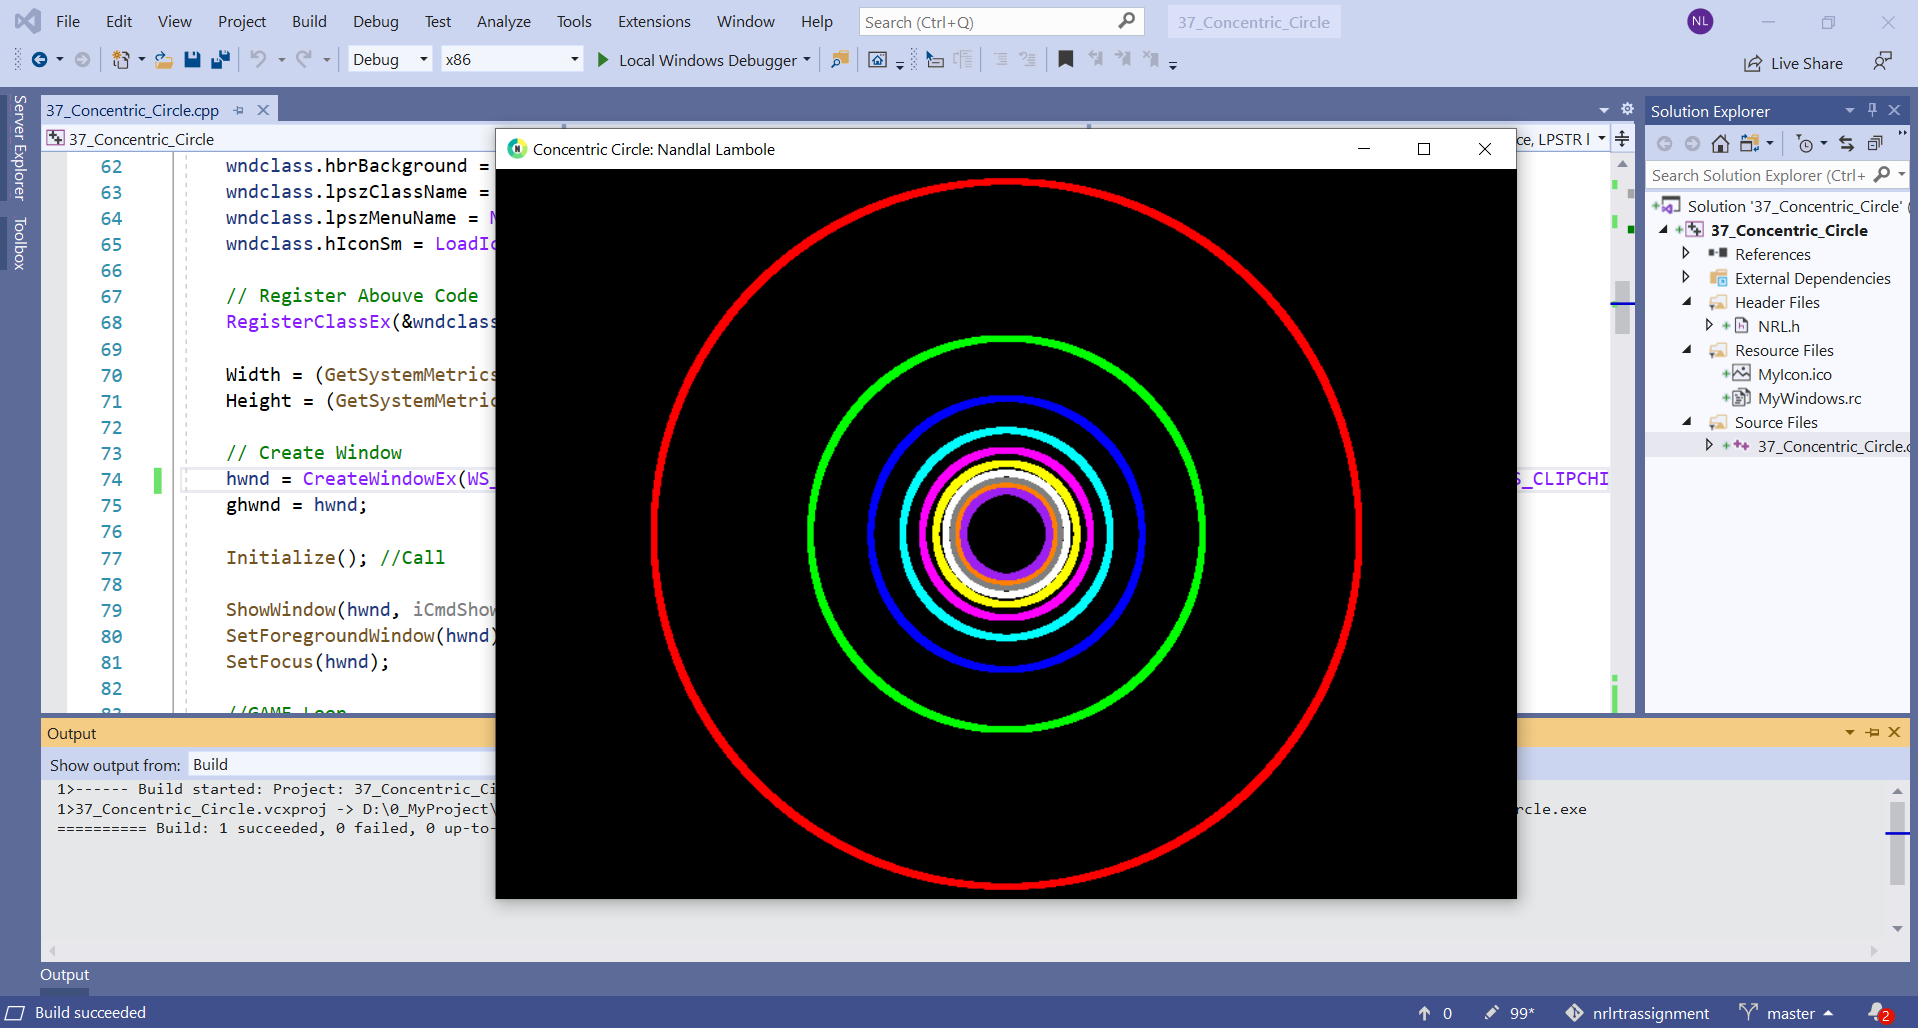 File Edit View Project Build Debug Test Analyze Tools Extensions Window Help Search (Ctrl+Q) 37_Concentric_Circle NL
Debug x86 Local Windows Debugger Live Share
Server Explorer
Toolbox
37_Concentric_Circle.cpp
37_Concentric_Circle
ce, LPSTR l
62 wndclass.hbrBackground =
63 wndclass.lpszClassName =
64 wndclass.lpszMenuName = N
65 wndclass.hIconSm = LoadIc
66
67 // Register Abouve Code
68 RegisterClassEx(&wndclass
69
70 Width = (GetSystemMetrics
71 Height = (GetSystemMetric
72
73 // Create Window
74 hwnd = CreateWindowEx(WS_ S_CLIPCHI
75 ghwnd = hwnd;
76
77 Initialize(); //Call
78
79 ShowWindow(hwnd, iCmdShow
80 SetForegroundWindow(hwnd)
81 SetFocus(hwnd);
82
83 //GAME Loop
Concentric Circle: Nandlal Lambole
Solution Explorer
Search Solution Explorer (Ctrl+
Solution '37_Concentric_Circle' (
37_Concentric_Circle
References
External Dependencies
Header Files
NRL.h
Resource Files
MyIcon.ico
MyWindows.rc
Source Files
37_Concentric_Circle.c
Output
Show output from: Build
1>------ Build started: Project: 37_Concentric_Ci
1>37_Concentric_Circle.vcxproj -> D:\0_MyProject\ rcle.exe
========== Build: 1 succeeded, 0 failed, 0 up-to-
Output
Build succeeded 0 99* nrlrtrassignment master 2